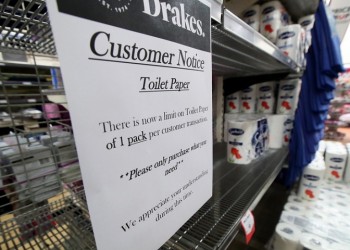 Drakes.
Customer Notice
Toilet Paper
There is now a limit on Toilet Paper
of 1 pack per customer transaction.
**Please only purchase what you
need**
We appreciate your understanding
during this time.